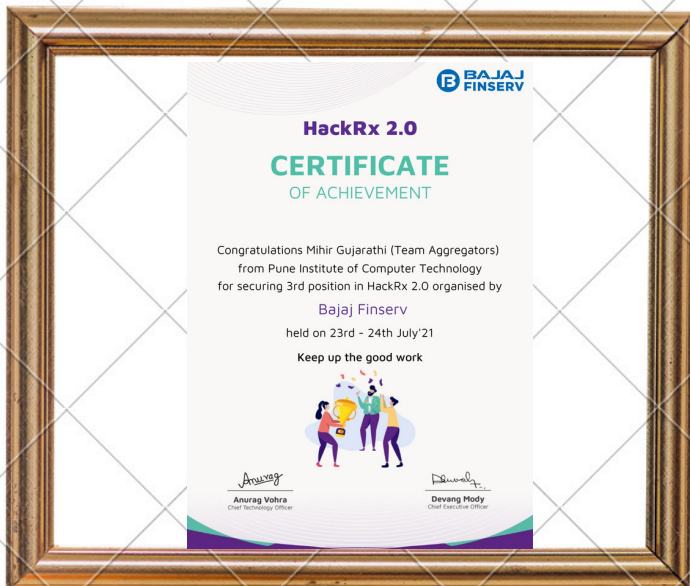 BAJAJ
FINSERV
HackRx 2.0
CERTIFICATE
OF ACHIEVEMENT
Congratulations Mihir Gujarathi (Team Aggregators)
from Pune Institute of Computer Technology
for securing 3rd position in HackRx 2.0 organised by
Bajaj Finserv
held on 23rd - 24th July'21
Keep up the good work
Anurag
Anurag Vohra
Chief Technology Officer
Devang Mody
Chief Executive Officer